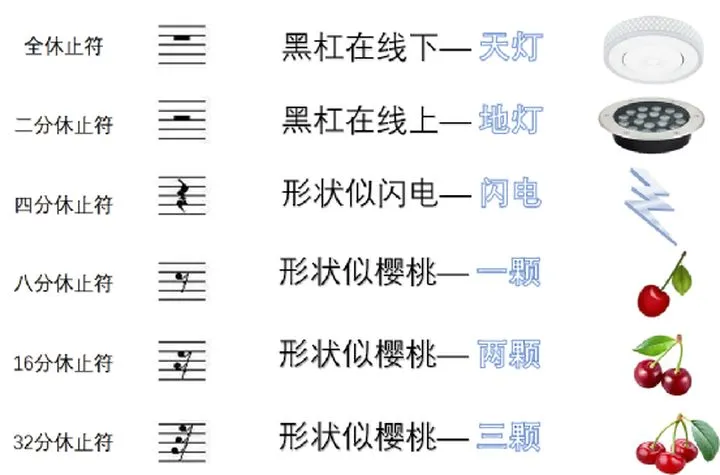 全休止符 黑杠在线下— 天灯
二分休止符 黑杠在线上— 地灯
四分休止符 形状似闪电— 闪电
八分休止符 形状似樱桃— 一颗
16分休止符 形状似樱桃— 两颗
32分休止符 形状似樱桃— 三颗